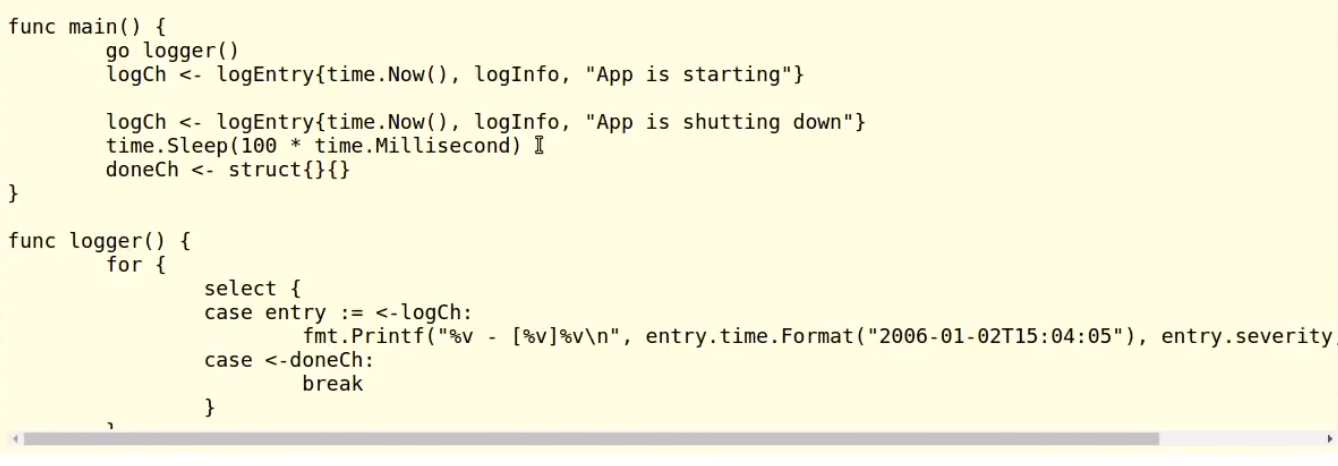 func main() {
        go logger()
        logCh <- logEntry{time.Now(), logInfo, "App is starting"}

        logCh <- logEntry{time.Now(), logInfo, "App is shutting down"}
        time.Sleep(100 * time.Millisecond)
        doneCh <- struct{}{}
}

func logger() {
        for {
                select {
                case entry := <-logCh:
                        fmt.Printf("%v - [%v]%v\n", entry.time.Format("2006-01-02T15:04:05"), entry.severity,
                case <-doneCh:
                        break
                }
        }